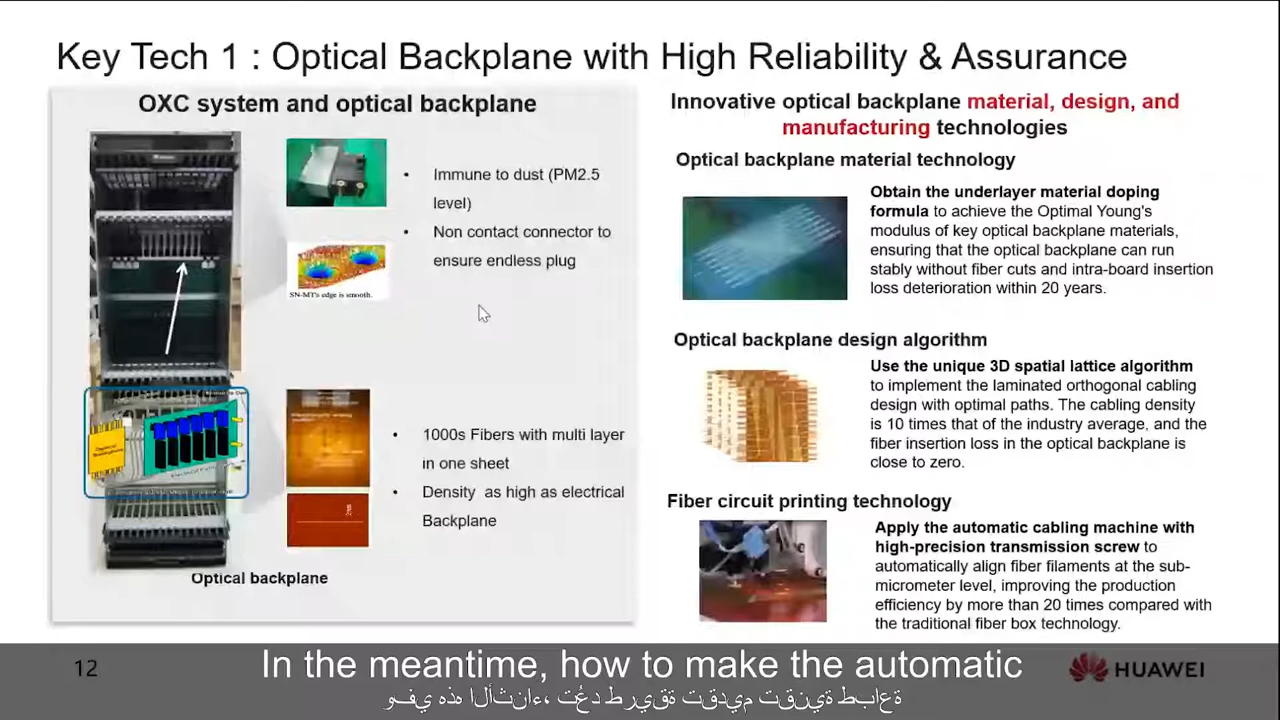 Key Tech 1 : Optical Backplane with High Reliability & Assurance
OXC system and optical backplane
Immune to dust (PM2.5
level)
Non contact connector to
ensure endless plug
SN-MT's edge is smooth.
1000s Fibers with multi layer
in one sheet
Density as high as electrical
Backplane
Optical backplane
Innovative optical backplane material, design, and
manufacturing technologies
Optical backplane material technology
Obtain the underlayer material doping
formula to achieve the Optimal Young's
modulus of key optical backplane materials,
ensuring that the optical backplane can run
stably without fiber cuts and intra-board insertion
loss deterioration within 20 years.
Optical backplane design algorithm
Use the unique 3D spatial lattice algorithm
to implement the laminated orthogonal cabling
design with optimal paths. The cabling density
is 10 times that of the industry average, and the
fiber insertion loss in the optical backplane is
close to zero.
Fiber circuit printing technology
Apply the automatic cabling machine with
high-precision transmission screw to
automatically align fiber filaments at the sub-
micrometer level, improving the production
efficiency by more than 20 times compared with
the traditional fiber box technology.
12
In the meantime, how to make the automatic
وفي هذه الأثناء، تُعد طريقة تقديم تقنية طباعة
HUAWEI